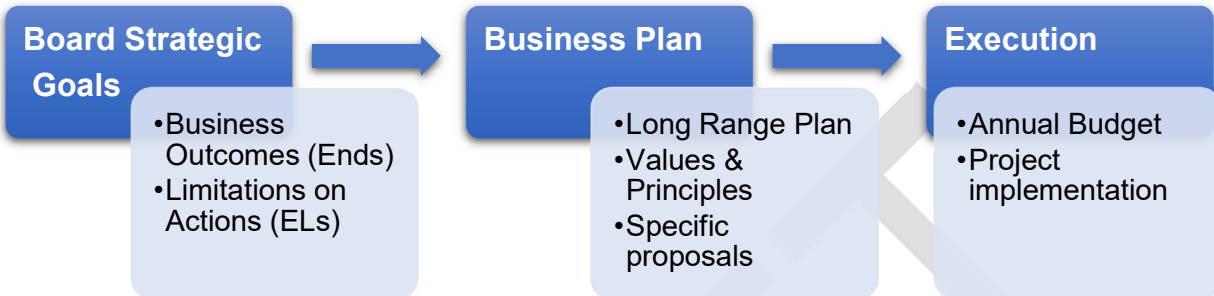 Board Strategic
Goals
•Business
Outcomes (Ends)
•Limitations on
Actions (ELs)
Business Plan
•Long Range Plan
•Values &
Principles
•Specific
proposals
Execution
•Annual Budget
•Project
implementation